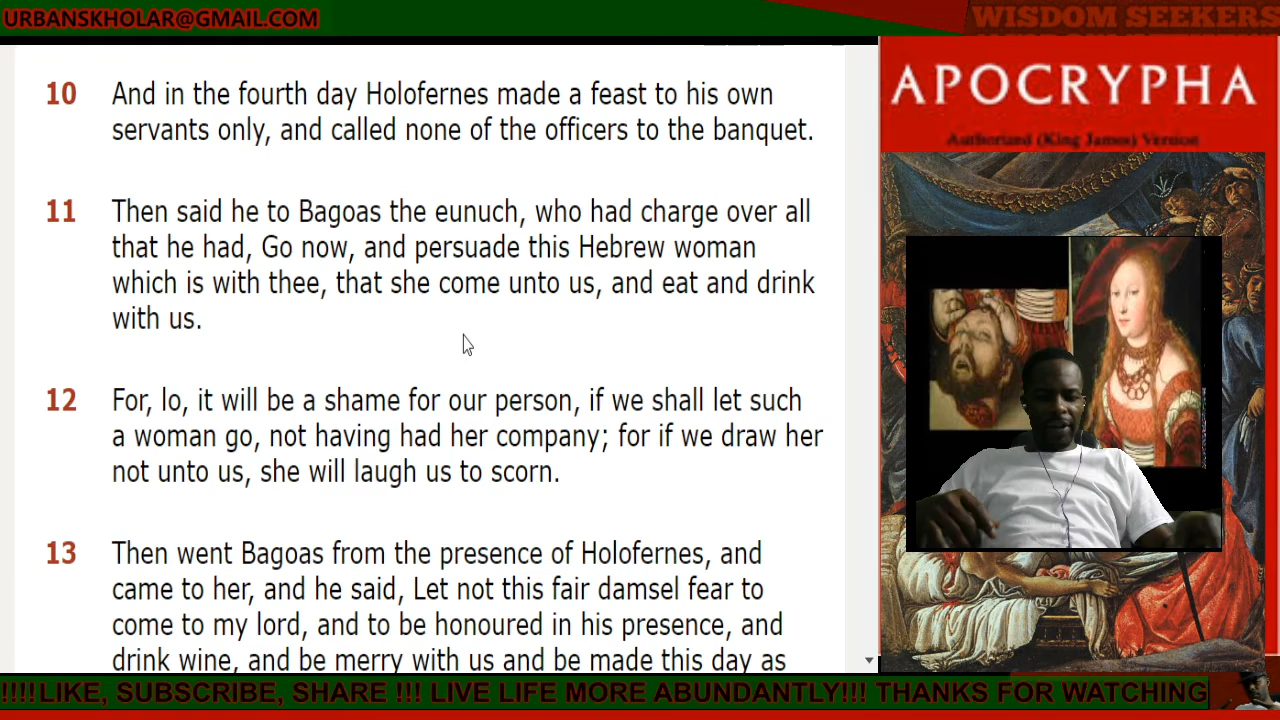 URBANSKHOLAR@GMAIL.COM
WISDOM SEEKERS
10 And in the fourth day Holofernes made a feast to his own
servants only, and called none of the officers to the banquet.
11 Then said he to Bagoas the eunuch, who had charge over all
that he had, Go now, and persuade this Hebrew woman
which is with thee, that she come unto us, and eat and drink
with us.
12 For, lo, it will be a shame for our person, if we shall let such
a woman go, not having had her company; for if we draw her
not unto us, she will laugh us to scorn.
13 Then went Bagoas from the presence of Holofernes, and
came to her, and he said, Let not this fair damsel fear to
come to my lord, and to be honoured in his presence, and
drink wine, and be merry with us and be made this day as
APOCRYPHA
Authorized (King James) Version
!!!!LIKE, SUBSCRIBE, SHARE !!! LIVE LIFE MORE ABUNDANTLY!!! THANKS FOR WATCHING